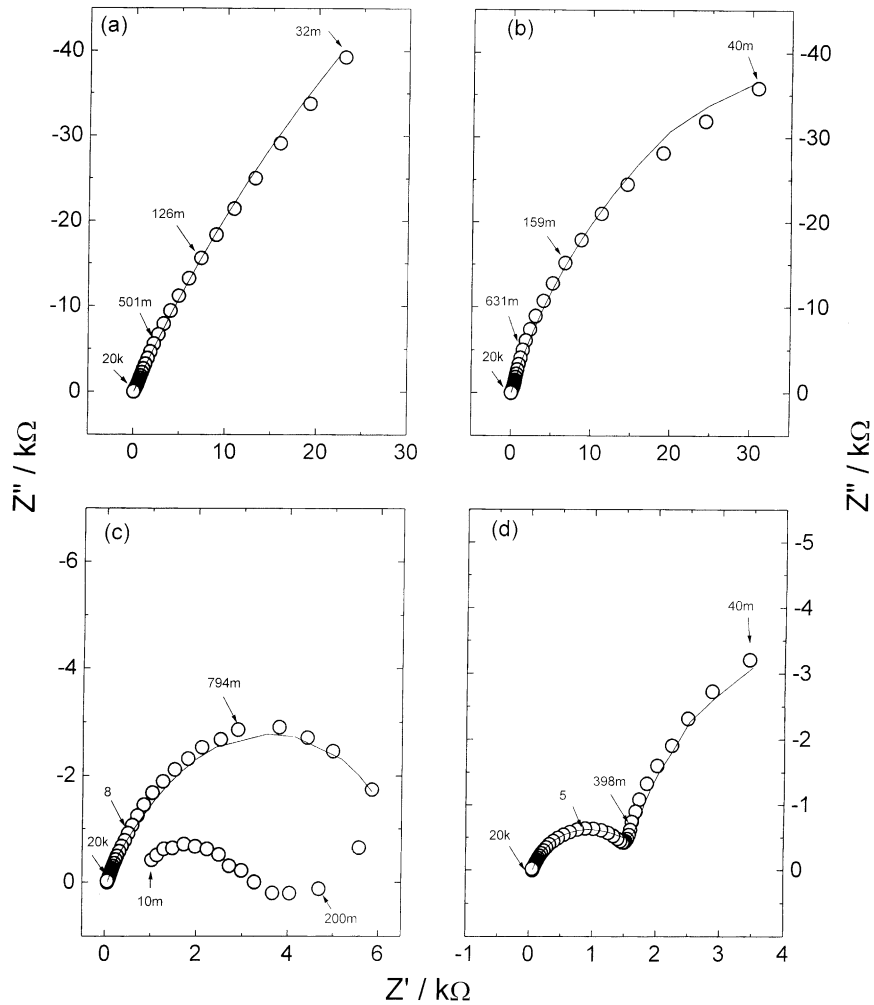 (a)
32m
126m
501m
20k
-40
-30
-20
-10
0
0 10 20 30
(b)
40m
159m
631m
20k
-40
-30
-20
-10
0
0 10 20 30
Z'' / kΩ
Z'' / kΩ
(c)
794m
8
20k
10m
200m
-6
-4
-2
0
0 2 4 6
(d)
40m
398m
5
20k
-5
-4
-3
-2
-1
0
-1 0 1 2 3 4
Z' / kΩ